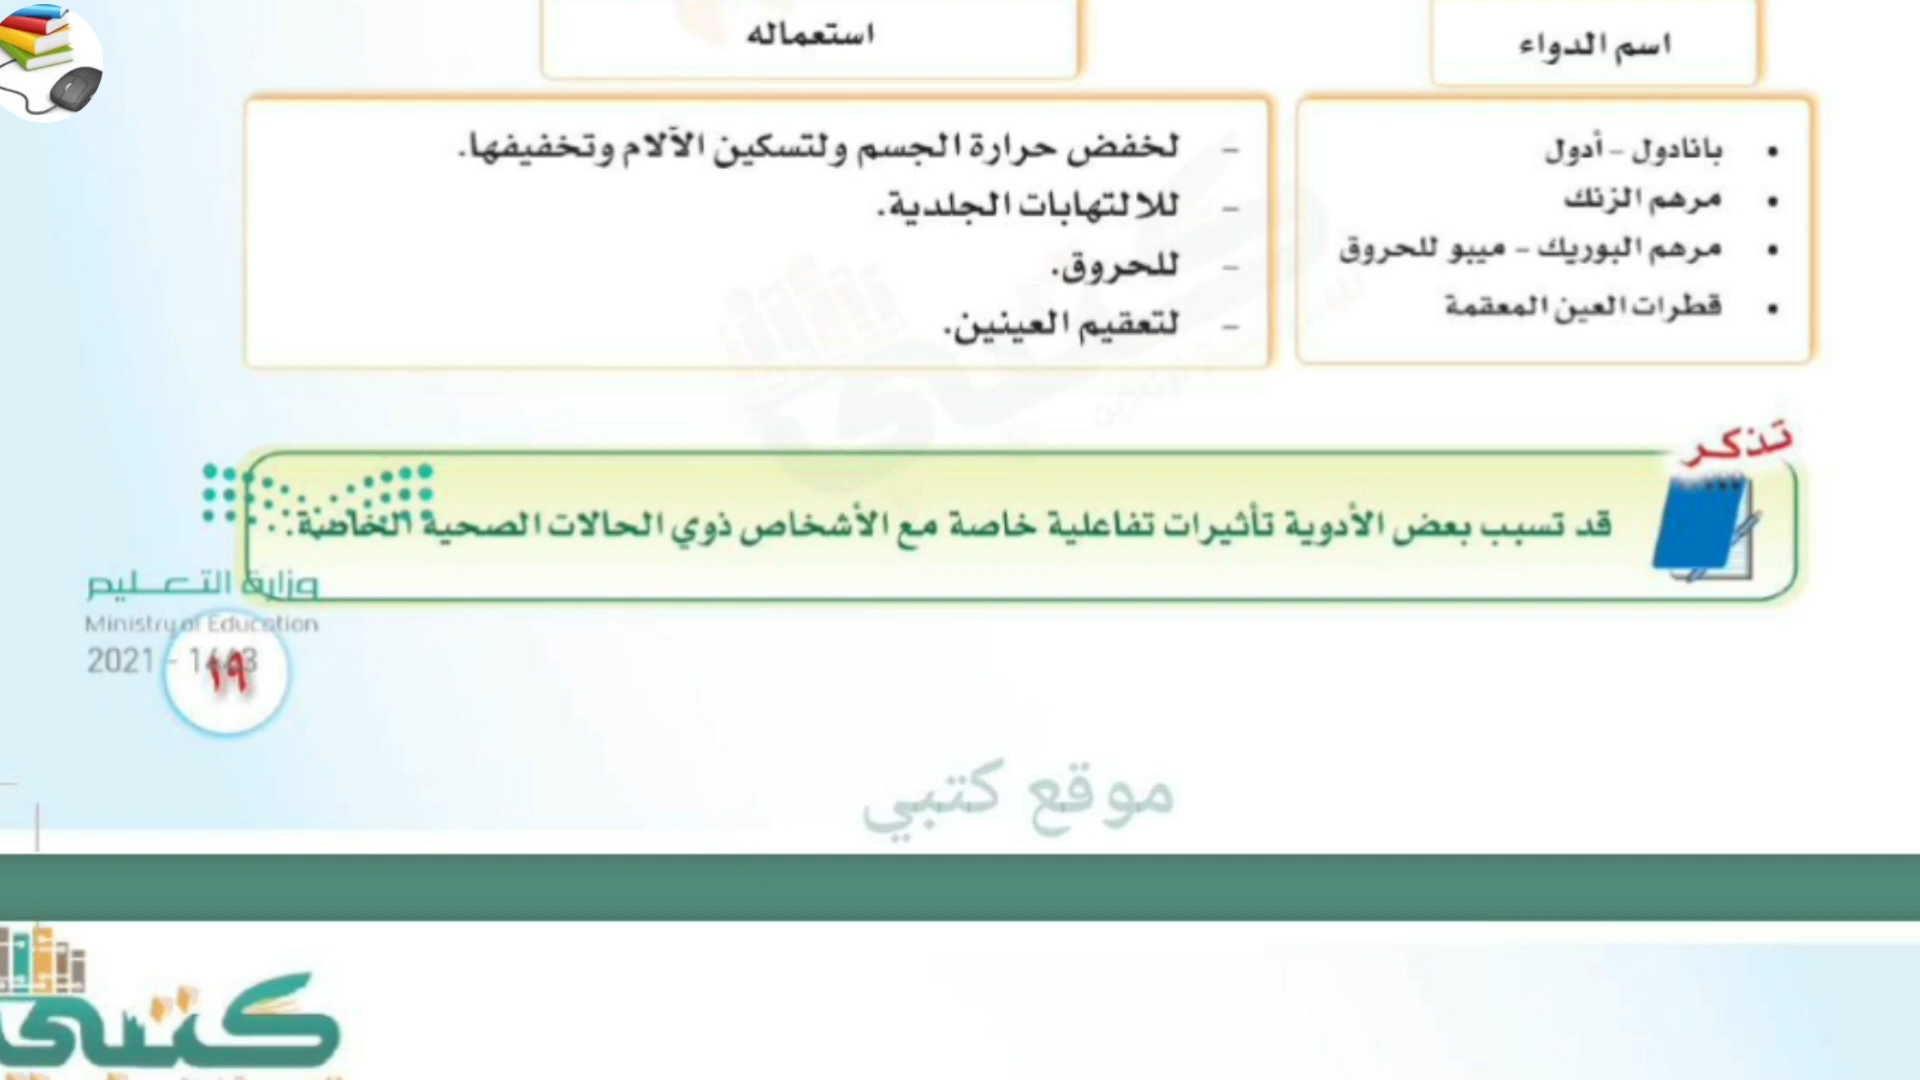 اسم الدواء
استعماله
• بانادول - أدول
• مرهم الزنك
• مرهم البوريك - ميبو للحروق
• قطرات العين المعقمة
- لخفض حرارة الجسم ولتسكين الآلام وتخفيفها.
- للالتهابات الجلدية.
- للحروق.
- لتعقيم العينين.
تذكر
قد تسبب بعض الأدوية تأثيرات تفاعلية خاصة مع الأشخاص ذوي الحالات الصحية الخاصة.
وزارة التعليم
Ministry of Education
2021 - 1443
١٩
موقع كتبي
كتبي